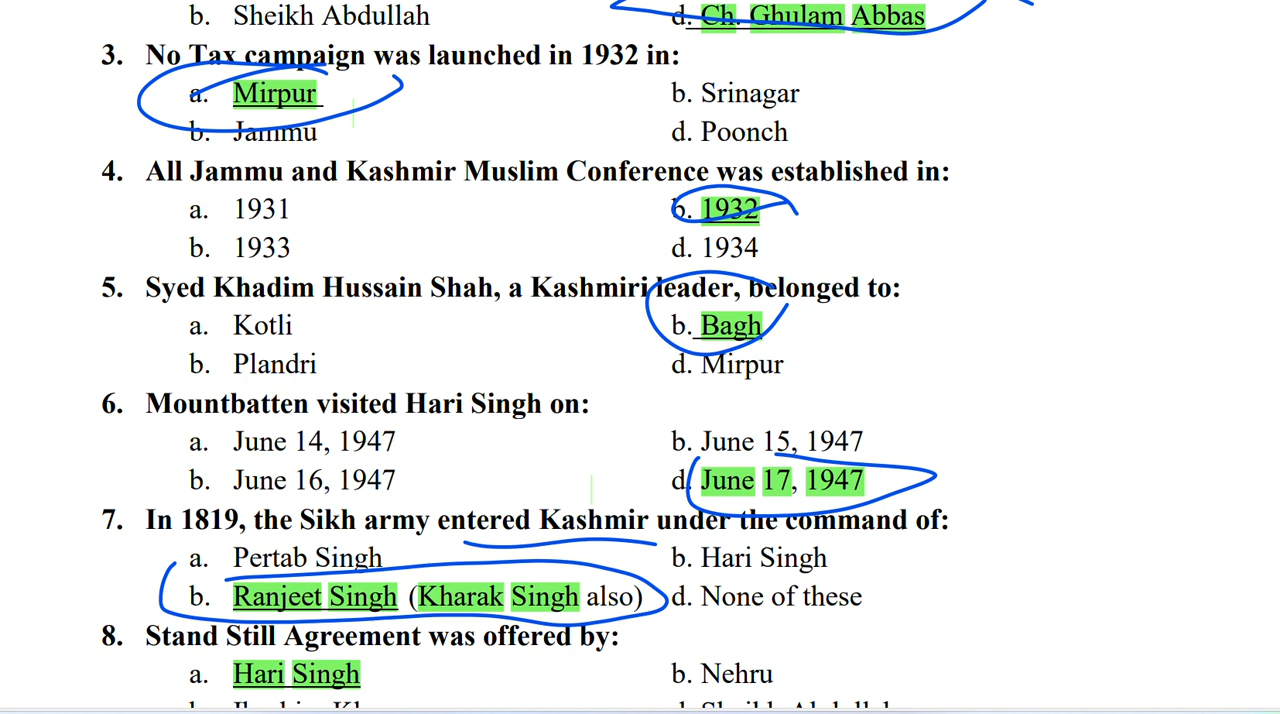 b. Sheikh Abdullah d. Ch. Ghulam Abbas
3. No Tax campaign was launched in 1932 in:
a. Mirpur b. Srinagar
b. Jammu d. Poonch
4. All Jammu and Kashmir Muslim Conference was established in:
a. 1931 b. 1932
b. 1933 d. 1934
5. Syed Khadim Hussain Shah, a Kashmiri leader, belonged to:
a. Kotli b. Bagh
b. Plandri d. Mirpur
6. Mountbatten visited Hari Singh on:
a. June 14, 1947 b. June 15, 1947
b. June 16, 1947 d. June 17, 1947
7. In 1819, the Sikh army entered Kashmir under the command of:
a. Pertab Singh b. Hari Singh
b. Ranjeet Singh (Kharak Singh also) d. None of these
8. Stand Still Agreement was offered by:
a. Hari Singh b. Nehru